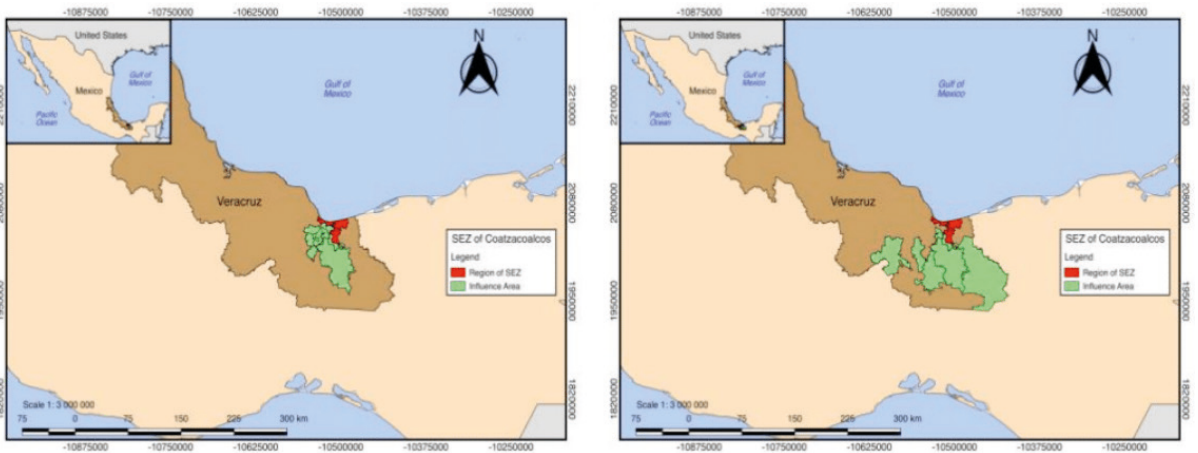 -10875000 -10750000 -10625000 -10500000 -10375000 -10250000
United States
Gulf of
Mexico
Mexico
Pacific
Ocean
Gulf of
Mexico
N
2210000
2080000
1950000
1820000
Veracruz
SEZ of Coatzacoalcos
Legend
Region of SEZ
Influence Area
Scale 1: 3 000 000
75 0 75 150 225 300 km
-10875000 -10750000 -10625000 -10500000 -10375000 -10250000
-10875000 -10750000 -10625000 -10500000 -10375000 -10250000
United States
Gulf of
Mexico
Mexico
Pacific
Ocean
Gulf of
Mexico
N
2210000
2080000
1950000
1820000
2210000
2080000
1950000
1820000
Veracruz
SEZ of Coatzacoalcos
Legend
Region of SEZ
Influence Area
Scale 1: 3 000 000
75 0 75 150 225 300 km
-10875000 -10750000 -10625000 -10500000 -10375000 -10250000